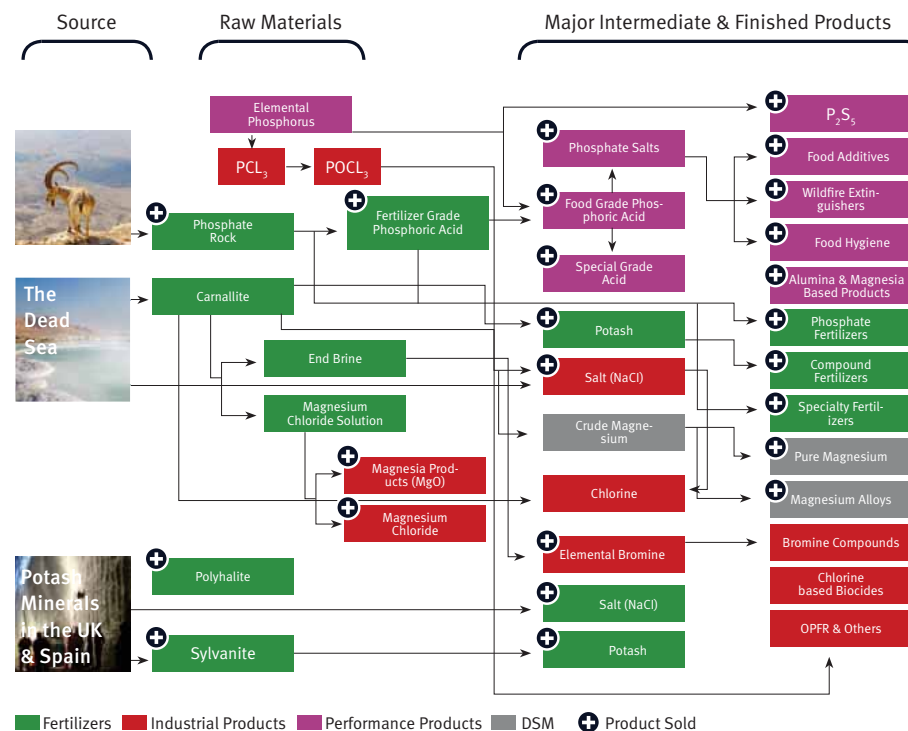 Source
Raw Materials
Major Intermediate & Finished Products
Elemental
Phosphorus
PCL3
POCL3
Phosphate
Rock
Fertilizer Grade
Phosphoric Acid
The
Dead
Sea
Carnallite
End Brine
Magnesium
Chloride Solution
Magnesia Prod-
ucts (MgO)
Magnesium
Chloride
Potash
Minerals
in the UK
& Spain
Polyhalite
Sylvanite
Phosphate Salts
Food Grade Phos-
phoric Acid
Special Grade
Acid
Potash
Salt (NaCl)
Crude Magne-
sium
Chlorine
Elemental Bromine
Salt (NaCl)
Potash
P2S5
Food Additives
Wildfire Extin-
guishers
Food Hygiene
Alumina & Magnesia
Based Products
Phosphate
Fertilizers
Compound
Fertilizers
Specialty Fertil-
izers
Pure Magnesium
Magnesium Alloys
Bromine Compounds
Chlorine
based Biocides
OPFR & Others
Fertilizers
Industrial Products
Performance Products
DSM
Product Sold